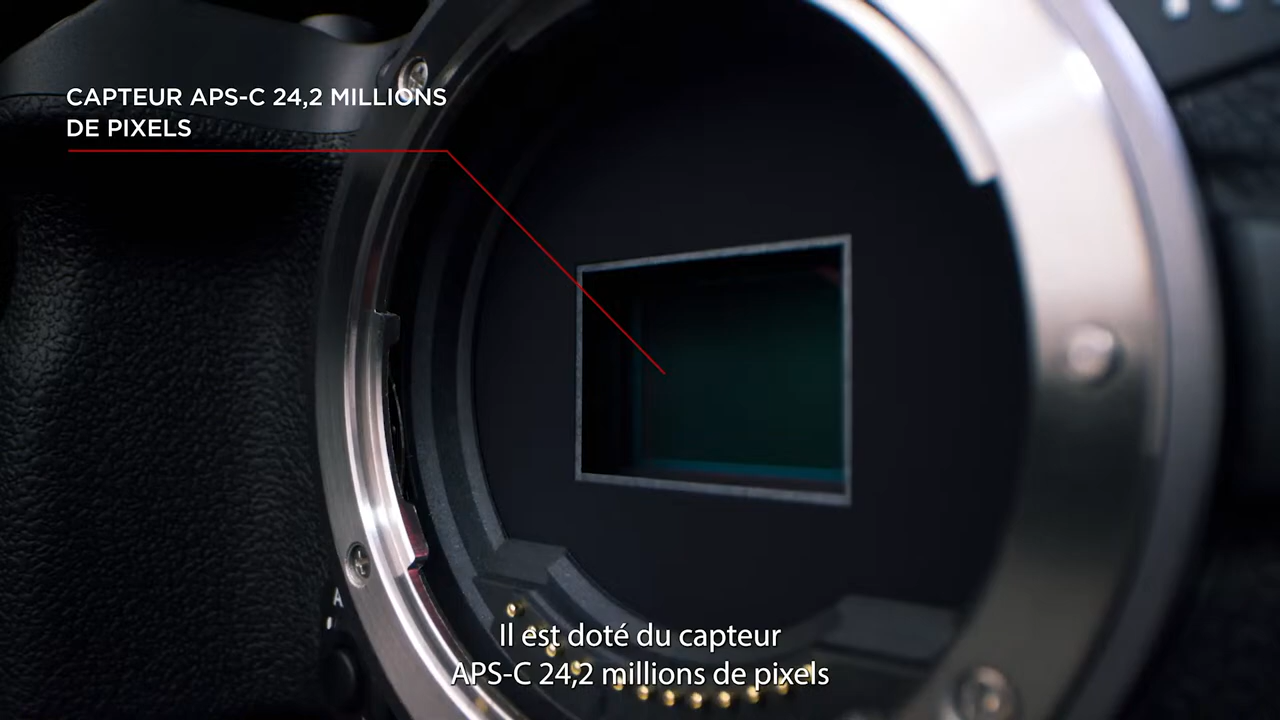 CAPTEUR APS-C 24,2 MILLIONS
DE PIXELS
A
Il est doté du capteur
APS-C 24,2 millions de pixels